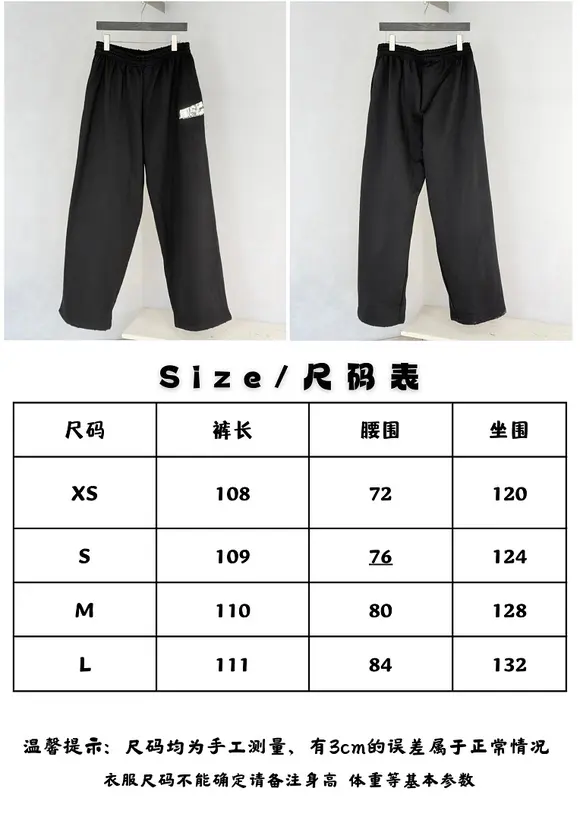 Size/尺码表
尺码 裤长 腰围 坐围
XS 108 72 120
S 109 76 124
M 110 80 128
L 111 84 132
温馨提示：尺码均为手工测量、有3cm的误差属于正常情况
衣服尺码不能确定请备注身高 体重等基本参数